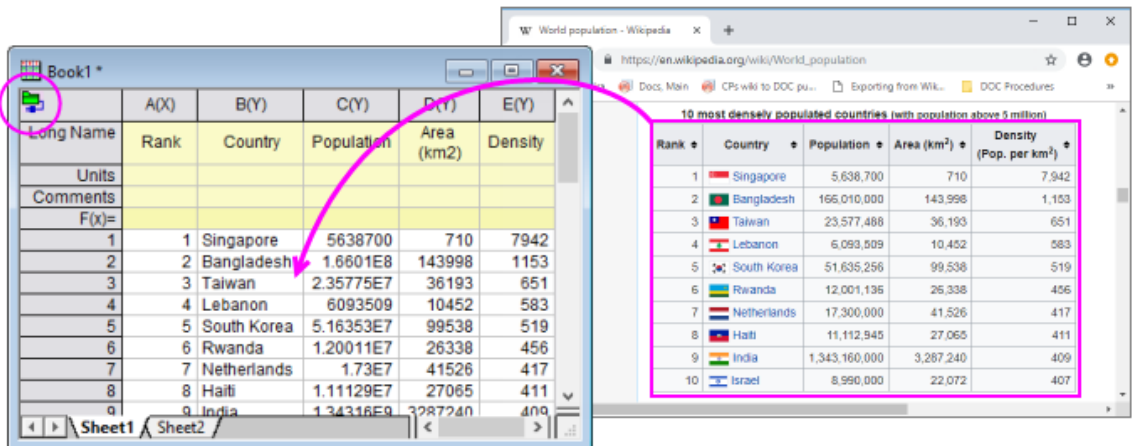 W World population - Wikipedia × +
https://en.wikipedia.org/wiki/World_population
Docs, Main CPs wiki to DOC pu... Exporting from Wik... DOC Procedures »
10 most densely populated countries (with population above 5 million)
Rank Country Population Area (km²) Density (Pop. per km²)
1 Singapore 5,638,700 710 7,942
2 Bangladesh 166,010,000 143,998 1,153
3 Taiwan 23,577,488 36,193 651
4 Lebanon 6,093,509 10,452 583
5 South Korea 51,635,256 99,538 519
6 Rwanda 12,001,136 26,338 456
7 Netherlands 17,300,000 41,526 417
8 Haiti 11,112,945 27,065 411
9 India 1,343,160,000 3,287,240 409
10 Israel 8,990,000 22,072 407
Book1 *
A(X) B(Y) C(Y) D(Y) E(Y)
Long Name Rank Country Population Area (km2) Density
Units
Comments
F(x)=
1 1 Singapore 5638700 710 7942
2 2 Bangladesh 1.6601E8 143998 1153
3 3 Taiwan 2.35775E7 36193 651
4 4 Lebanon 6093509 10452 583
5 5 South Korea 5.16353E7 99538 519
6 6 Rwanda 1.20011E7 26338 456
7 7 Netherlands 1.73E7 41526 417
8 8 Haiti 1.11129E7 27065 411
9 9 India 1.34316E9 3287240 409
Sheet1 Sheet2